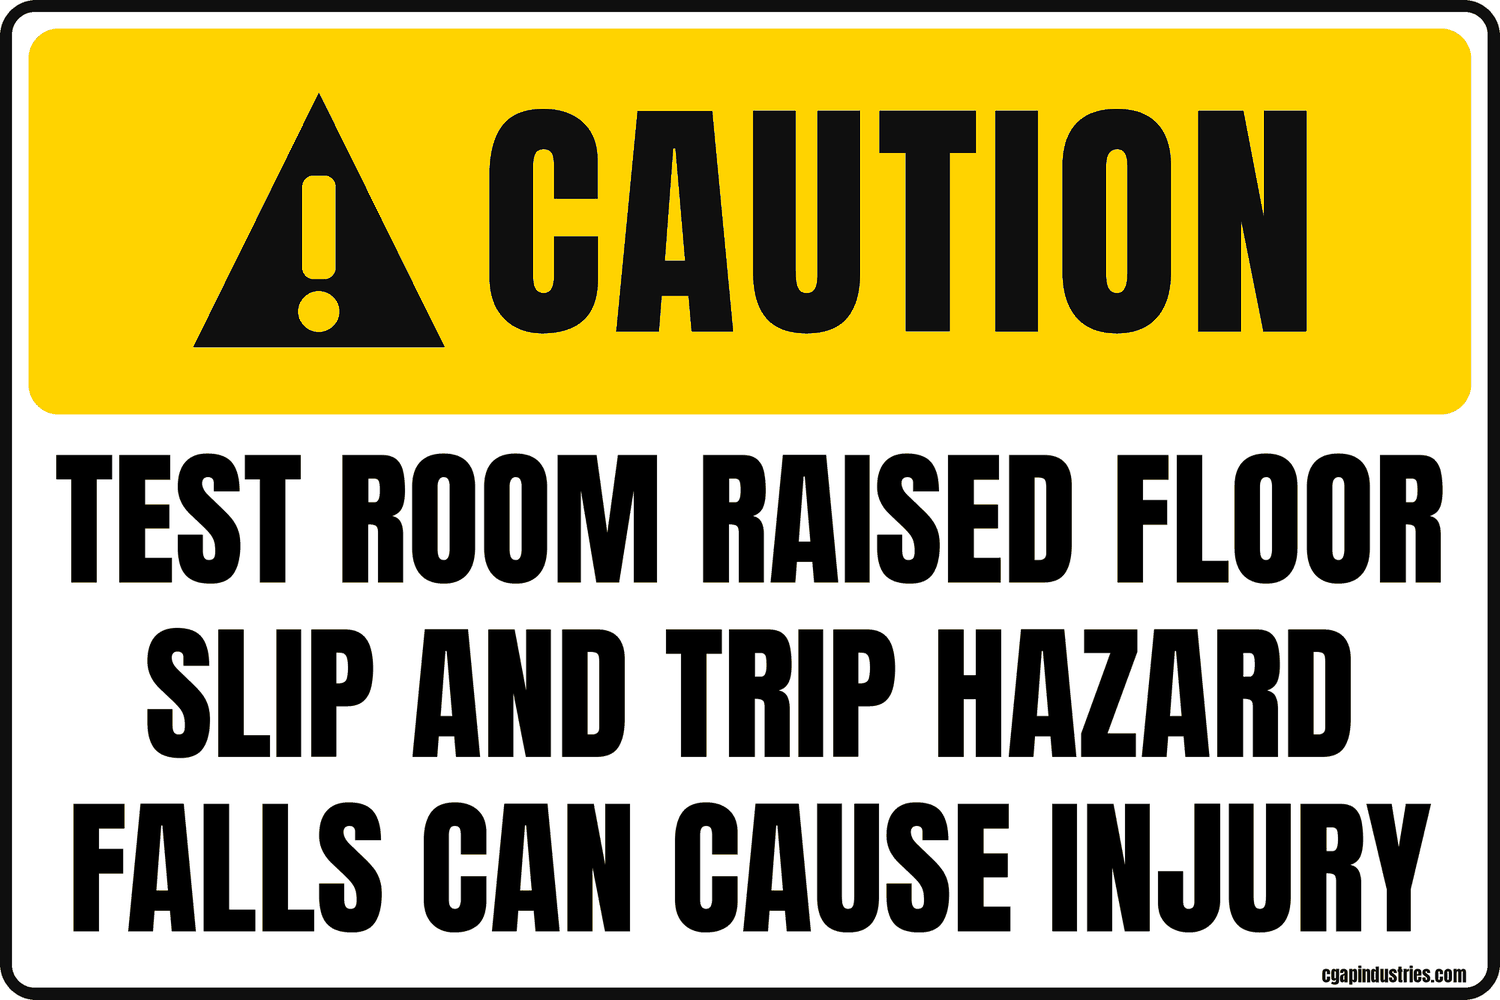 CAUTION
TEST ROOM RAISED FLOOR
SLIP AND TRIP HAZARD
FALLS CAN CAUSE INJURY
cgapindustries.com